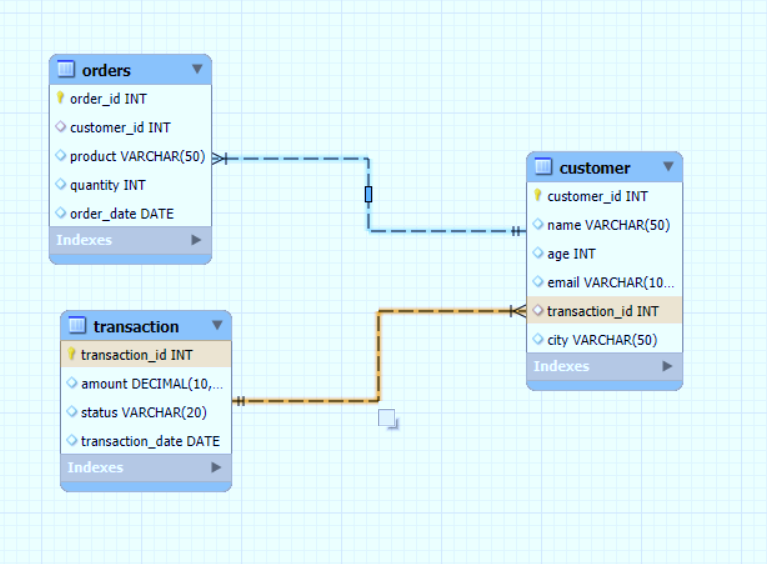 orders
order_id INT
customer_id INT
product VARCHAR(50)
quantity INT
order_date DATE
Indexes
customer
customer_id INT
name VARCHAR(50)
age INT
email VARCHAR(10...
transaction_id INT
city VARCHAR(50)
Indexes
transaction
transaction_id INT
amount DECIMAL(10,...
status VARCHAR(20)
transaction_date DATE
Indexes